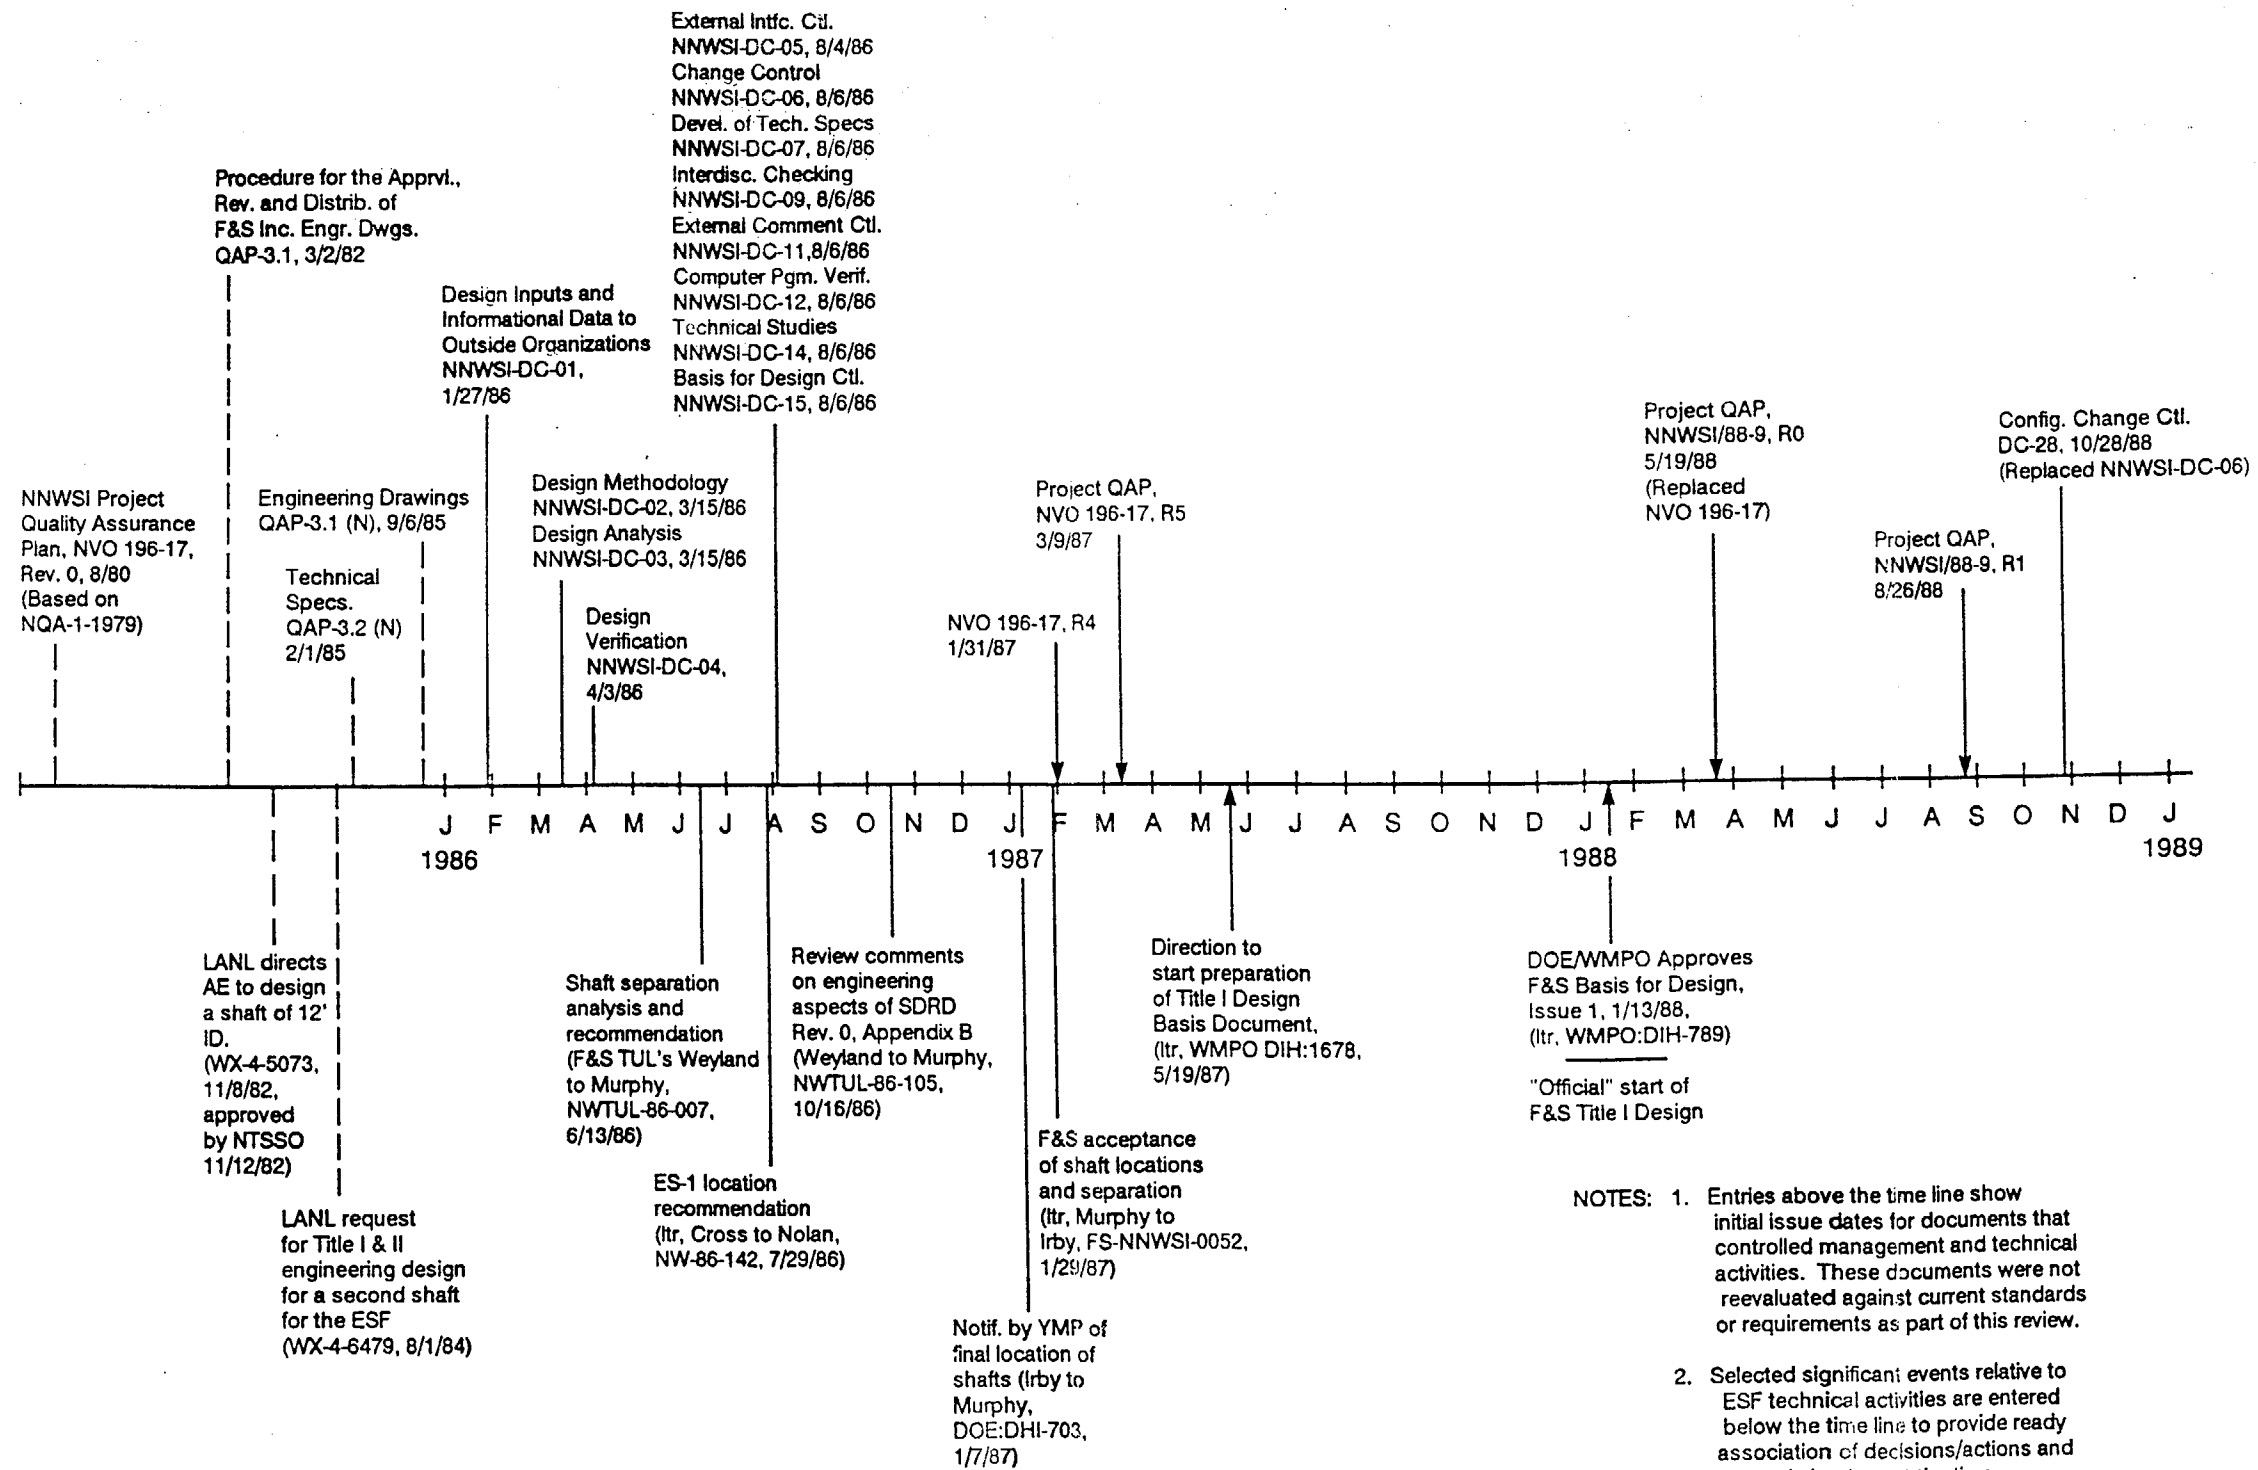 External Intfc. Ctl.
NNWSI-DC-05, 8/4/86
Change Control
NNWSI-DC-06, 8/6/86
Devel. of Tech. Specs
NNWSI-DC-07, 8/6/86
Interdisc. Checking
NNWSI-DC-09, 8/6/86
External Comment Ctl.
NNWSI-DC-11,8/6/86
Computer Pgm. Verif.
NNWSI-DC-12, 8/6/86
Technical Studies
NNWSI-DC-14, 8/6/86
Basis for Design Ctl.
NNWSI-DC-15, 8/6/86
Procedure for the Apprvl.,
Rev. and Distrib. of
F&S Inc. Engr. Dwgs.
QAP-3.1, 3/2/82
Design Inputs and
Informational Data to
Outside Organizations
NNWSI-DC-01,
1/27/86
NNWSI Project
Quality Assurance
Plan, NVO 196-17,
Rev. 0, 8/80
(Based on
NQA-1-1979)
Engineering Drawings
QAP-3.1 (N), 9/6/85
Technical
Specs.
QAP-3.2 (N)
2/1/85
Design Methodology
NNWSI-DC-02, 3/15/86
Design Analysis
NNWSI-DC-03, 3/15/86
Design
Verification
NNWSI-DC-04,
4/3/86
NVO 196-17, R4
1/31/87
Project QAP,
NVO 196-17, R5
3/9/87
Project QAP,
NNWSI/88-9, R0
5/19/88
(Replaced
NVO 196-17)
Project QAP,
NNWSI/88-9, R1
8/26/88
Config. Change Ctl.
DC-28, 10/28/88
(Replaced NNWSI-DC-06)
J F M A M J J A S O N D J F M A M J J A S O N D J F M A M J J A S O N D J
1986 1987 1988 1989
LANL directs
AE to design
a shaft of 12'
ID.
(WX-4-5073,
11/8/82,
approved
by NTSSO
11/12/82)
LANL request
for Title I & II
engineering design
for a second shaft
for the ESF
(WX-4-6479, 8/1/84)
Shaft separation
analysis and
recommendation
(F&S TUL's Weyland
to Murphy,
NWTUL-86-007,
6/13/86)
ES-1 location
recommendation
(ltr, Cross to Nolan,
NW-86-142, 7/29/86)
Review comments
on engineering
aspects of SDRD
Rev. 0, Appendix B
(Weyland to Murphy,
NWTUL-86-105,
10/16/86)
Notif. by YMP of
final location of
shafts (Irby to
Murphy,
DOE:DHI-703,
1/7/87)
F&S acceptance
of shaft locations
and separation
(ltr, Murphy to
Irby, FS-NNWSI-0052,
1/29/87)
Direction to
start preparation
of Title I Design
Basis Document,
(ltr, WMPO DIH:1678,
5/19/87)
DOE/WMPO Approves
F&S Basis for Design,
Issue 1, 1/13/88,
(ltr, WMPO:DIH-789)
"Official" start of
F&S Title I Design
NOTES: 1. Entries above the time line show
initial issue dates for documents that
controlled management and technical
activities. These documents were not
reevaluated against current standards
or requirements as part of this review.
2. Selected significant events relative to
ESF technical activities are entered
below the time line to provide ready
association of decisions/actions and